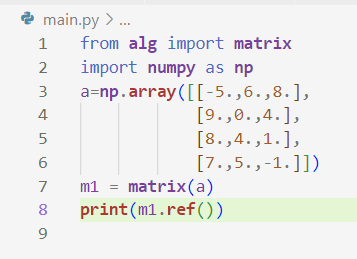 main.py > ...
1 from alg import matrix
2 import numpy as np
3 a=np.array([[-5.,6.,8.],
4 [9.,0.,4.],
5 [8.,4.,1.],
6 [7.,5.,-1.]])
7 m1 = matrix(a)
8 print(m1.ref())
9